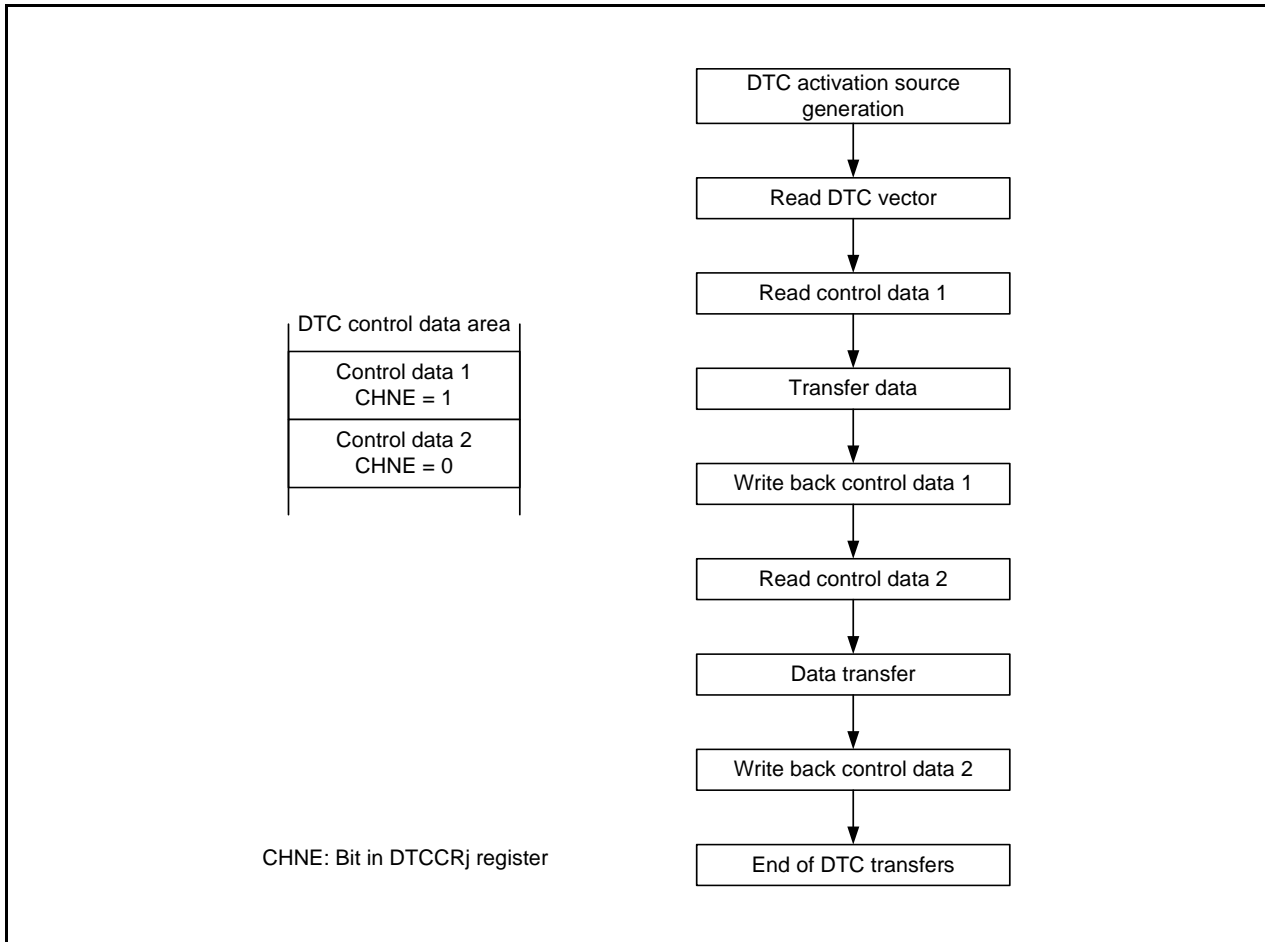 DTC activation source
generation
Read DTC vector
Read control data 1
DTC control data area
Control data 1
CHNE = 1
Transfer data
Control data 2
CHNE = 0
Write back control data 1
Read control data 2
Data transfer
Write back control data 2
CHNE: Bit in DTCCRj register
End of DTC transfers